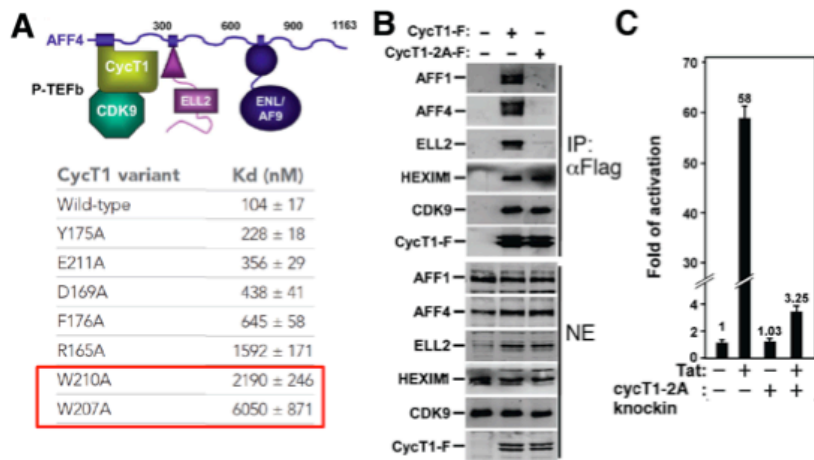 A
300 600 900 1163
AFF4
CycT1
P-TEFb
CDK9
ELL2
ENL/
AF9
CycT1 variant Kd (nM)
Wild-type 104 ± 17
Y175A 228 ± 18
E211A 356 ± 29
D169A 438 ± 41
F176A 645 ± 58
R165A 1592 ± 171
W210A 2190 ± 246
W207A 6050 ± 871
B
CycT1-F – + –
CycT1-2A-F – – +
AFF1
AFF4
ELL2
HEXIM1
CDK9
CycT1-F
IP:
αFlag
AFF1
AFF4
ELL2
HEXIM1
CDK9
CycT1-F
NE
C
Fold of activation
70
60
50
40
30
4
2
0
1
58
1.03
3.25
Tat: – + – +
cycT1-2A : – – + +
knockin